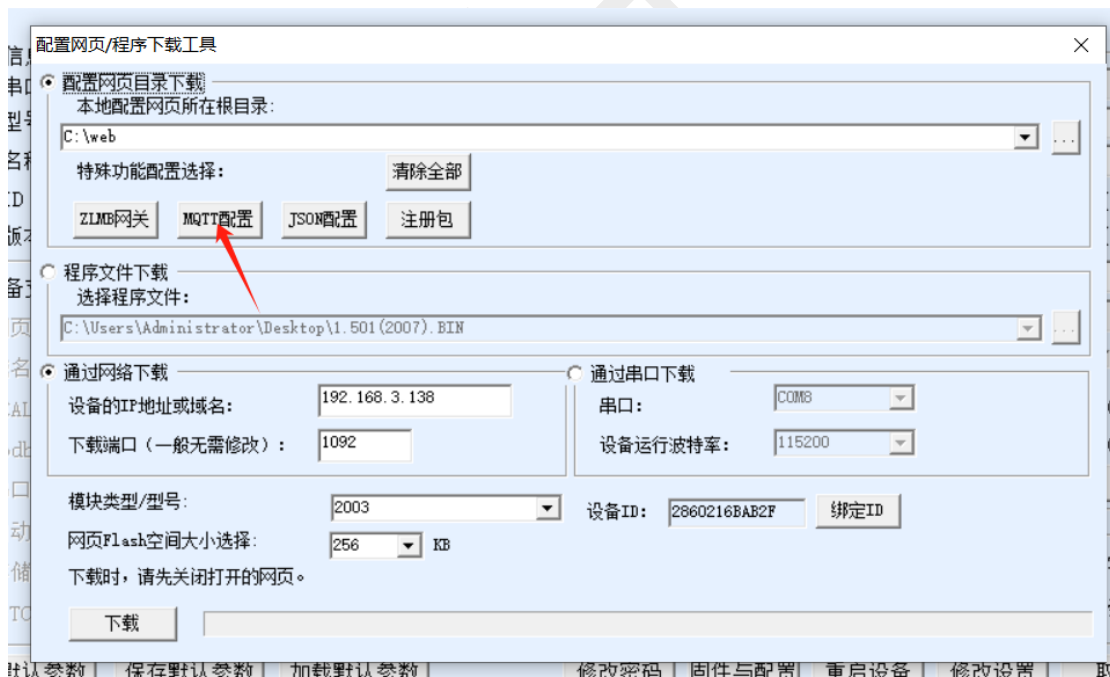 配置网页/程序下载工具
配置网页目录下载
本地配置网页所在根目录:
C:\web
...
特殊功能配置选择:
清除全部
ZLMB网关
MQTT配置
JSON配置
注册包
程序文件下载
选择程序文件:
C:\Users\Administrator\Desktop\1.501(2007).BIN
...
通过网络下载
设备的IP地址或域名:
192.168.3.138
下载端口（一般无需修改）:
1092
通过串口下载
串口:
COM8
设备运行波特率:
115200
模块类型/型号:
2003
设备ID:
2860216BAB2F
绑定ID
网页Flash空间大小选择:
256
KB
下载时，请先关闭打开的网页。
下载
默认参数
保存默认参数
加载默认参数
修改密码
固件与配置
重启设备
修改设置